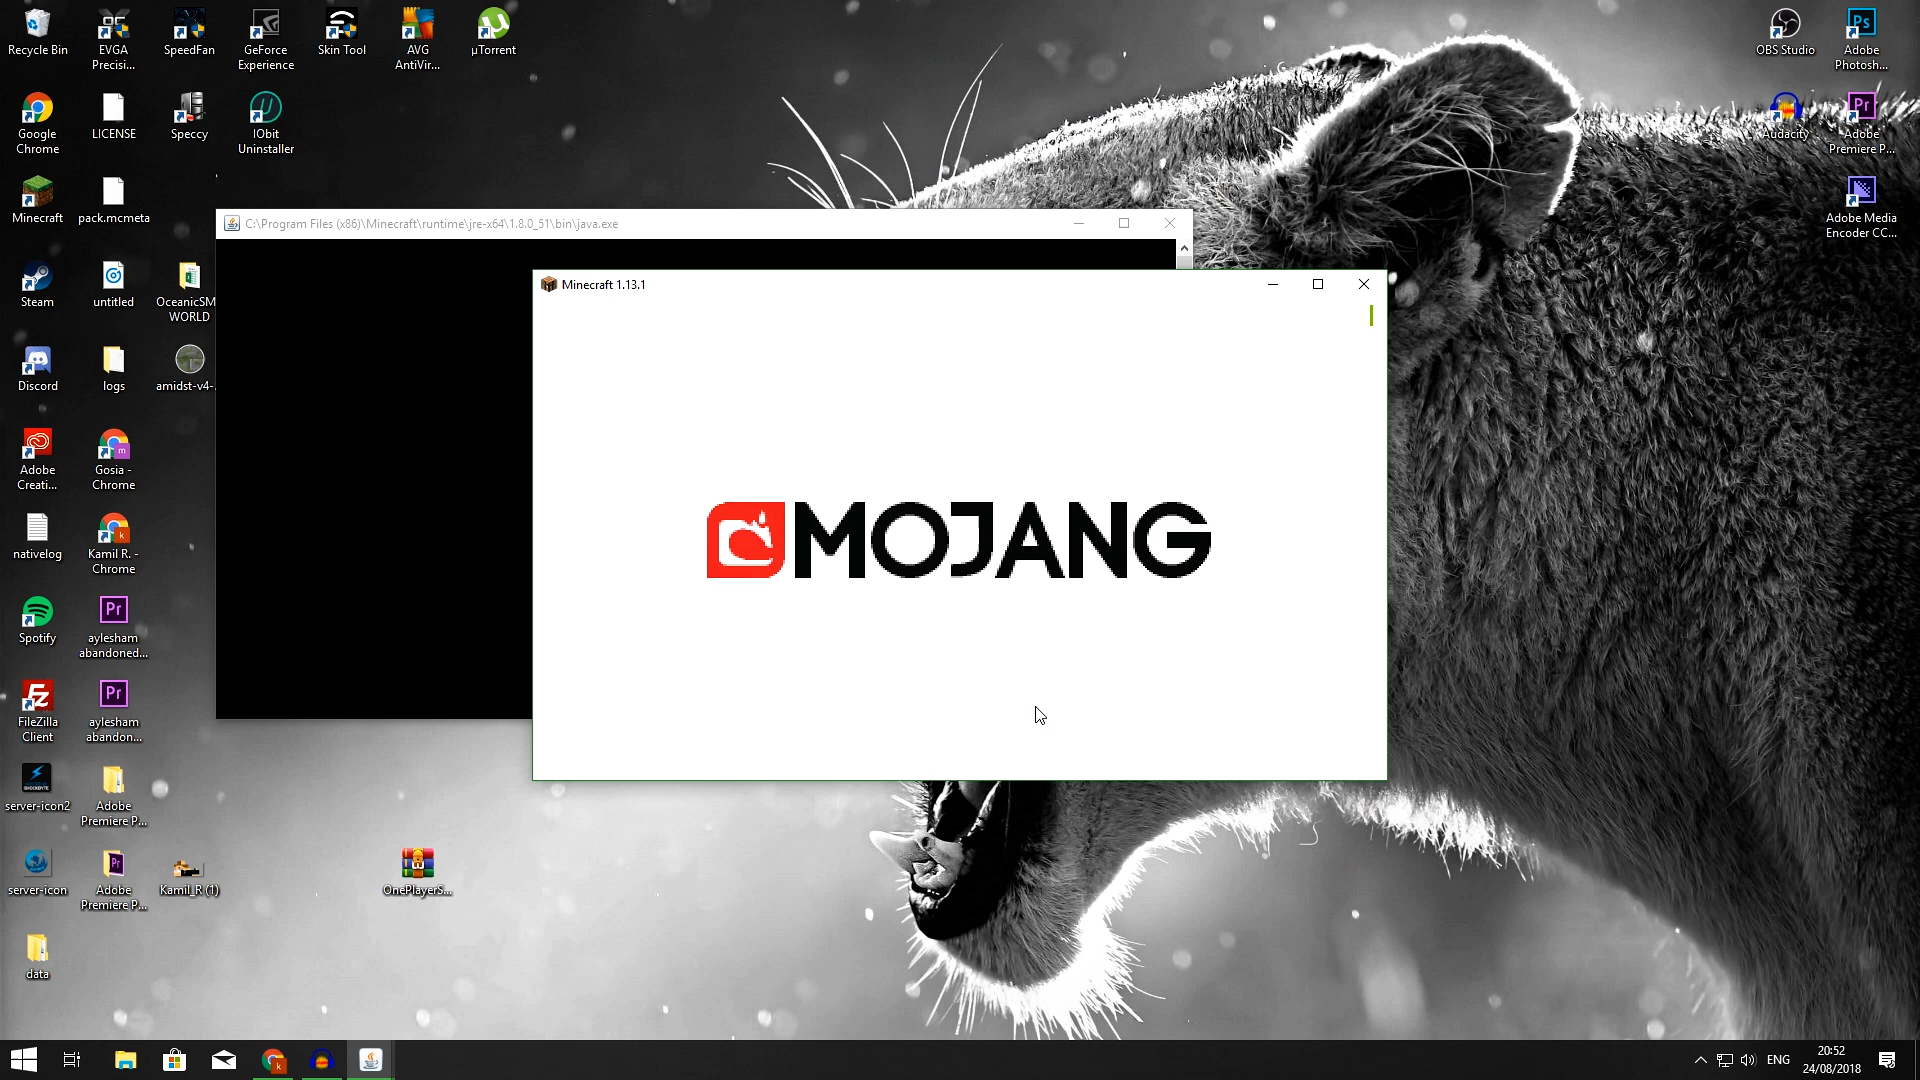 Recycle Bin
EVGA
Precisi...
SpeedFan
GeForce
Experience
Skin Tool
AVG
AntiVir...
µTorrent
OBS Studio
Adobe
Photosh...
Google
Chrome
LICENSE
Speccy
IObit
Uninstaller
Audacity
Adobe
Premiere P...
Minecraft
pack.mcmeta
Adobe Media
Encoder CC...
C:\Program Files (x86)\Minecraft\runtime\jre-x64\1.8.0_51\bin\java.exe
Minecraft 1.13.1
MOJANG
Steam
untitled
OceanicSM
WORLD
Discord
logs
amidst-v4-.
Adobe
Creati...
Gosia -
Chrome
nativelog
Kamil R. -
Chrome
Spotify
aylesham
abandoned...
FileZilla
Client
aylesham
abandon...
server-icon2
Adobe
Premiere P...
server-icon
Adobe
Premiere P...
Kamil_R (1)
OnePlayerS...
data
ENG
20:52
24/08/2018